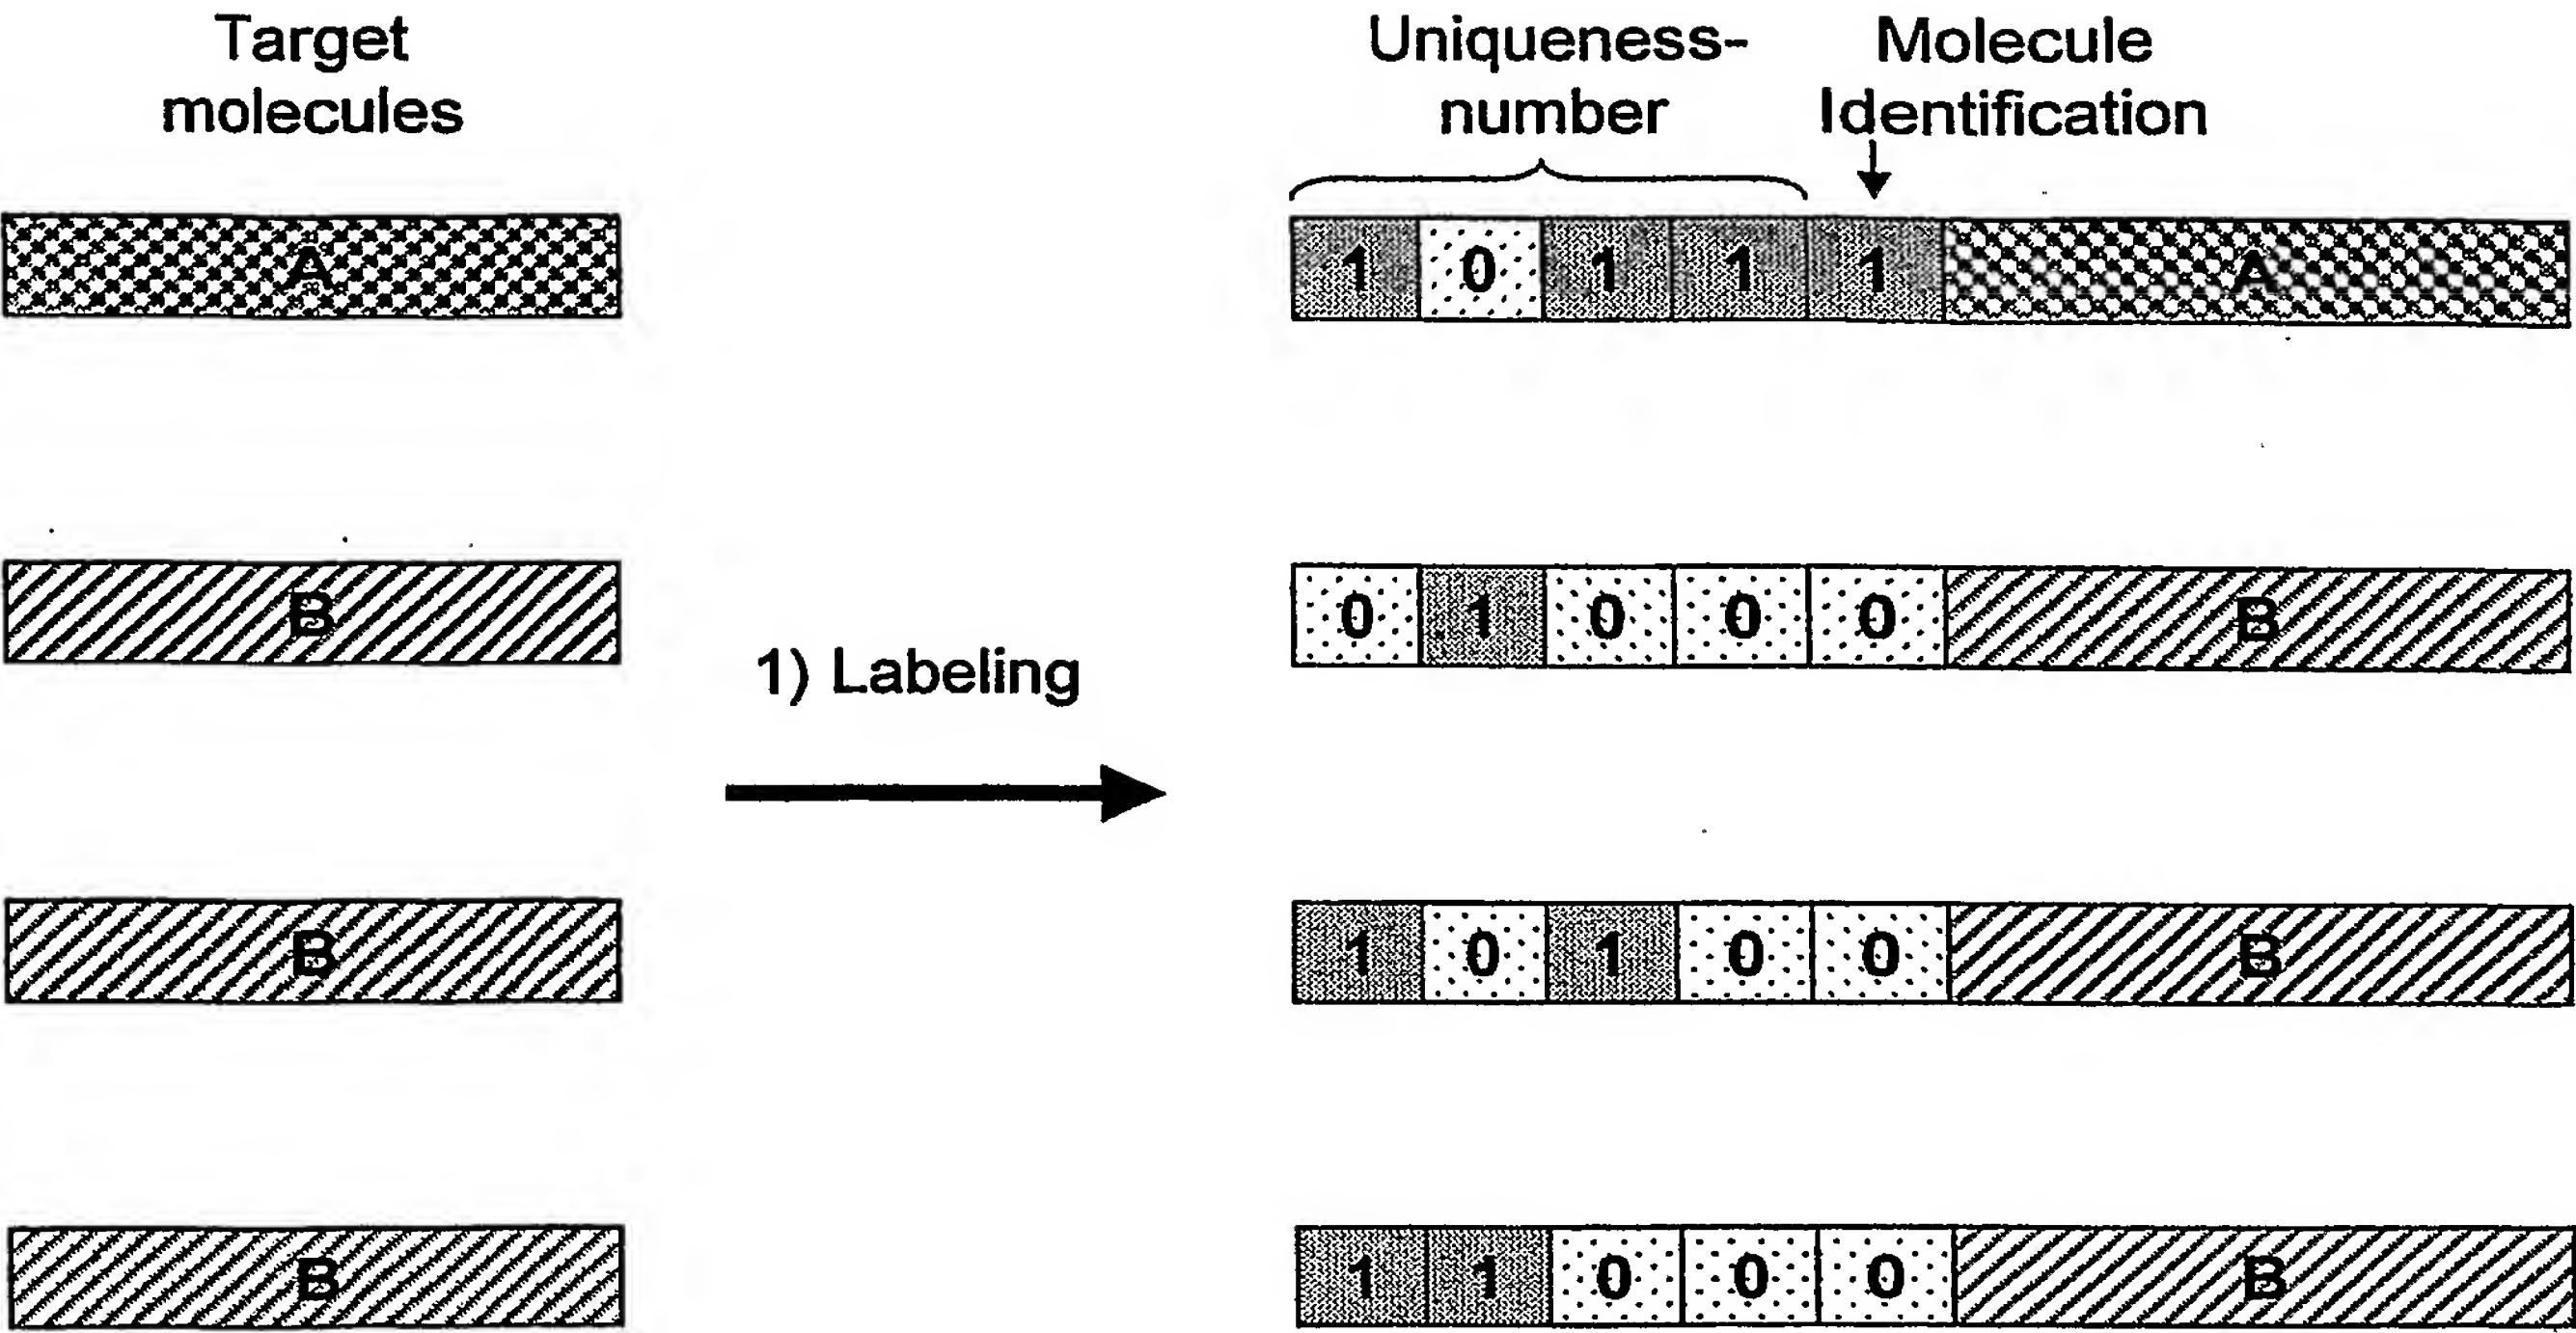 Target
molecules
Uniqueness-
number
Molecule
Identification
A
1 0 1 1 1 A
B
0 1 0 0 0 B
1) Labeling
B
1 0 1 0 0 B
B
1 1 0 0 0 B